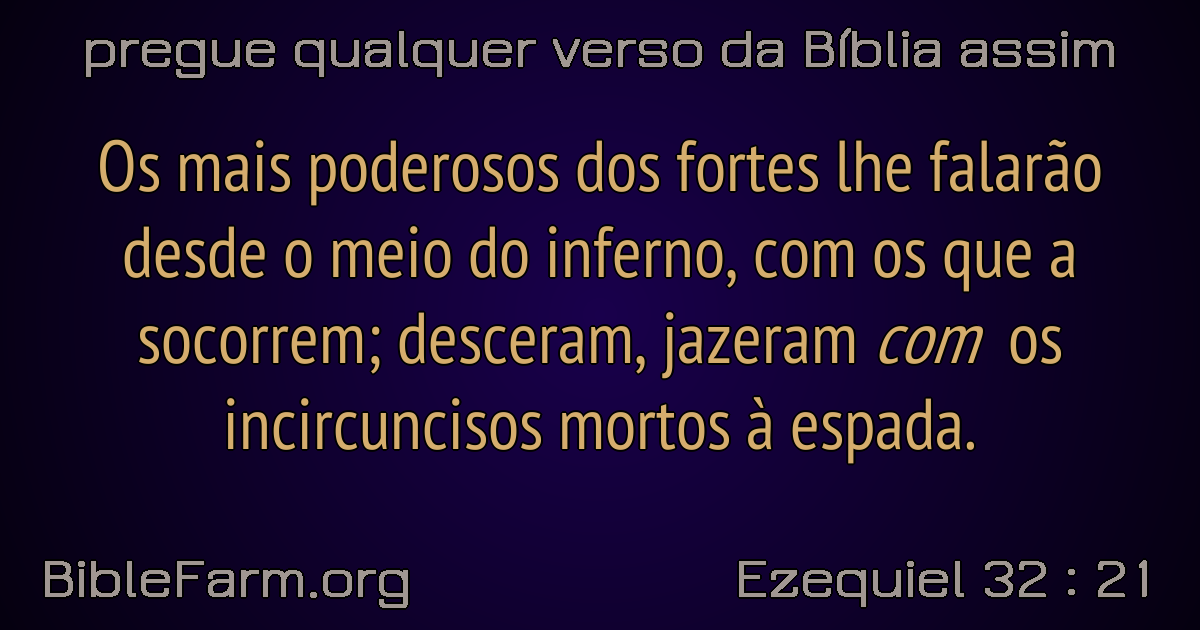 pregue qualquer verso da Bíblia assim
Os mais poderosos dos fortes lhe falarão
desde o meio do inferno, com os que a
socorrem; desceram, jazeram com os
incircuncisos mortos à espada.
BibleFarm.org
Ezequiel 32 : 21